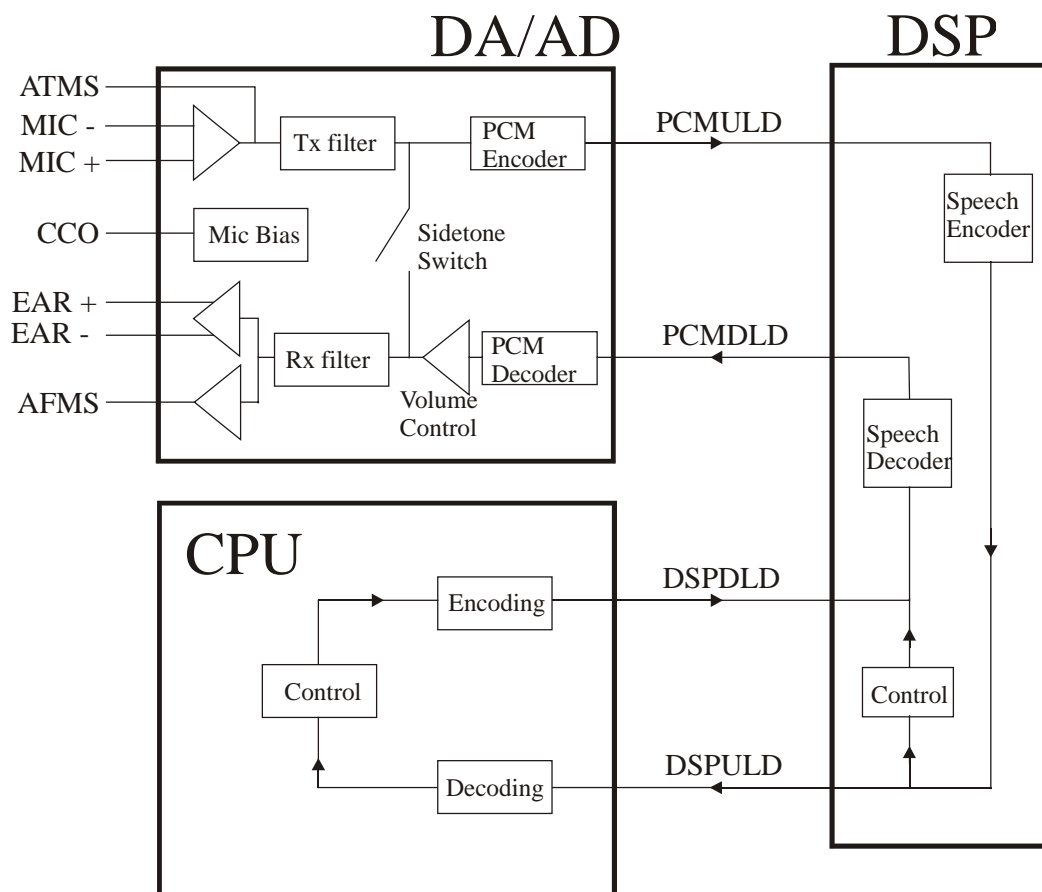 DA/AD
DSP
ATMS
MIC -
MIC +
CCO
EAR +
EAR -
AFMS
Tx filter
PCM
Encoder
Mic Bias
Sidetone
Switch
Rx filter
Volume
Control
PCM
Decoder
PCMULD
PCMDLD
Speech
Encoder
Speech
Decoder
CPU
Encoding
Control
Decoding
DSPDLD
DSPULD
Control